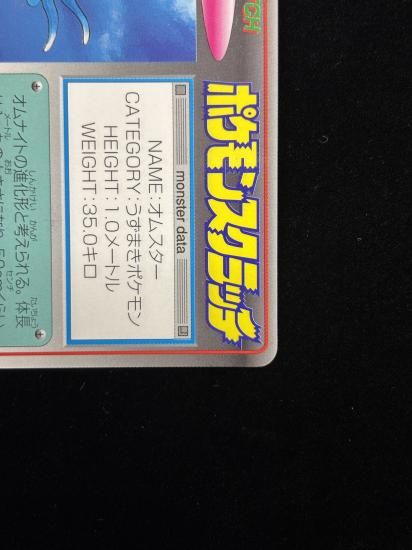 TCH
ポケモンスクラッチ
monster data
NAME:オムスター
CATEGORY:うずまきポケモン
HEIGHT:1.0メートル
WEIGHT:35.0キロ
オムナイトの進化形と考えられる。体長